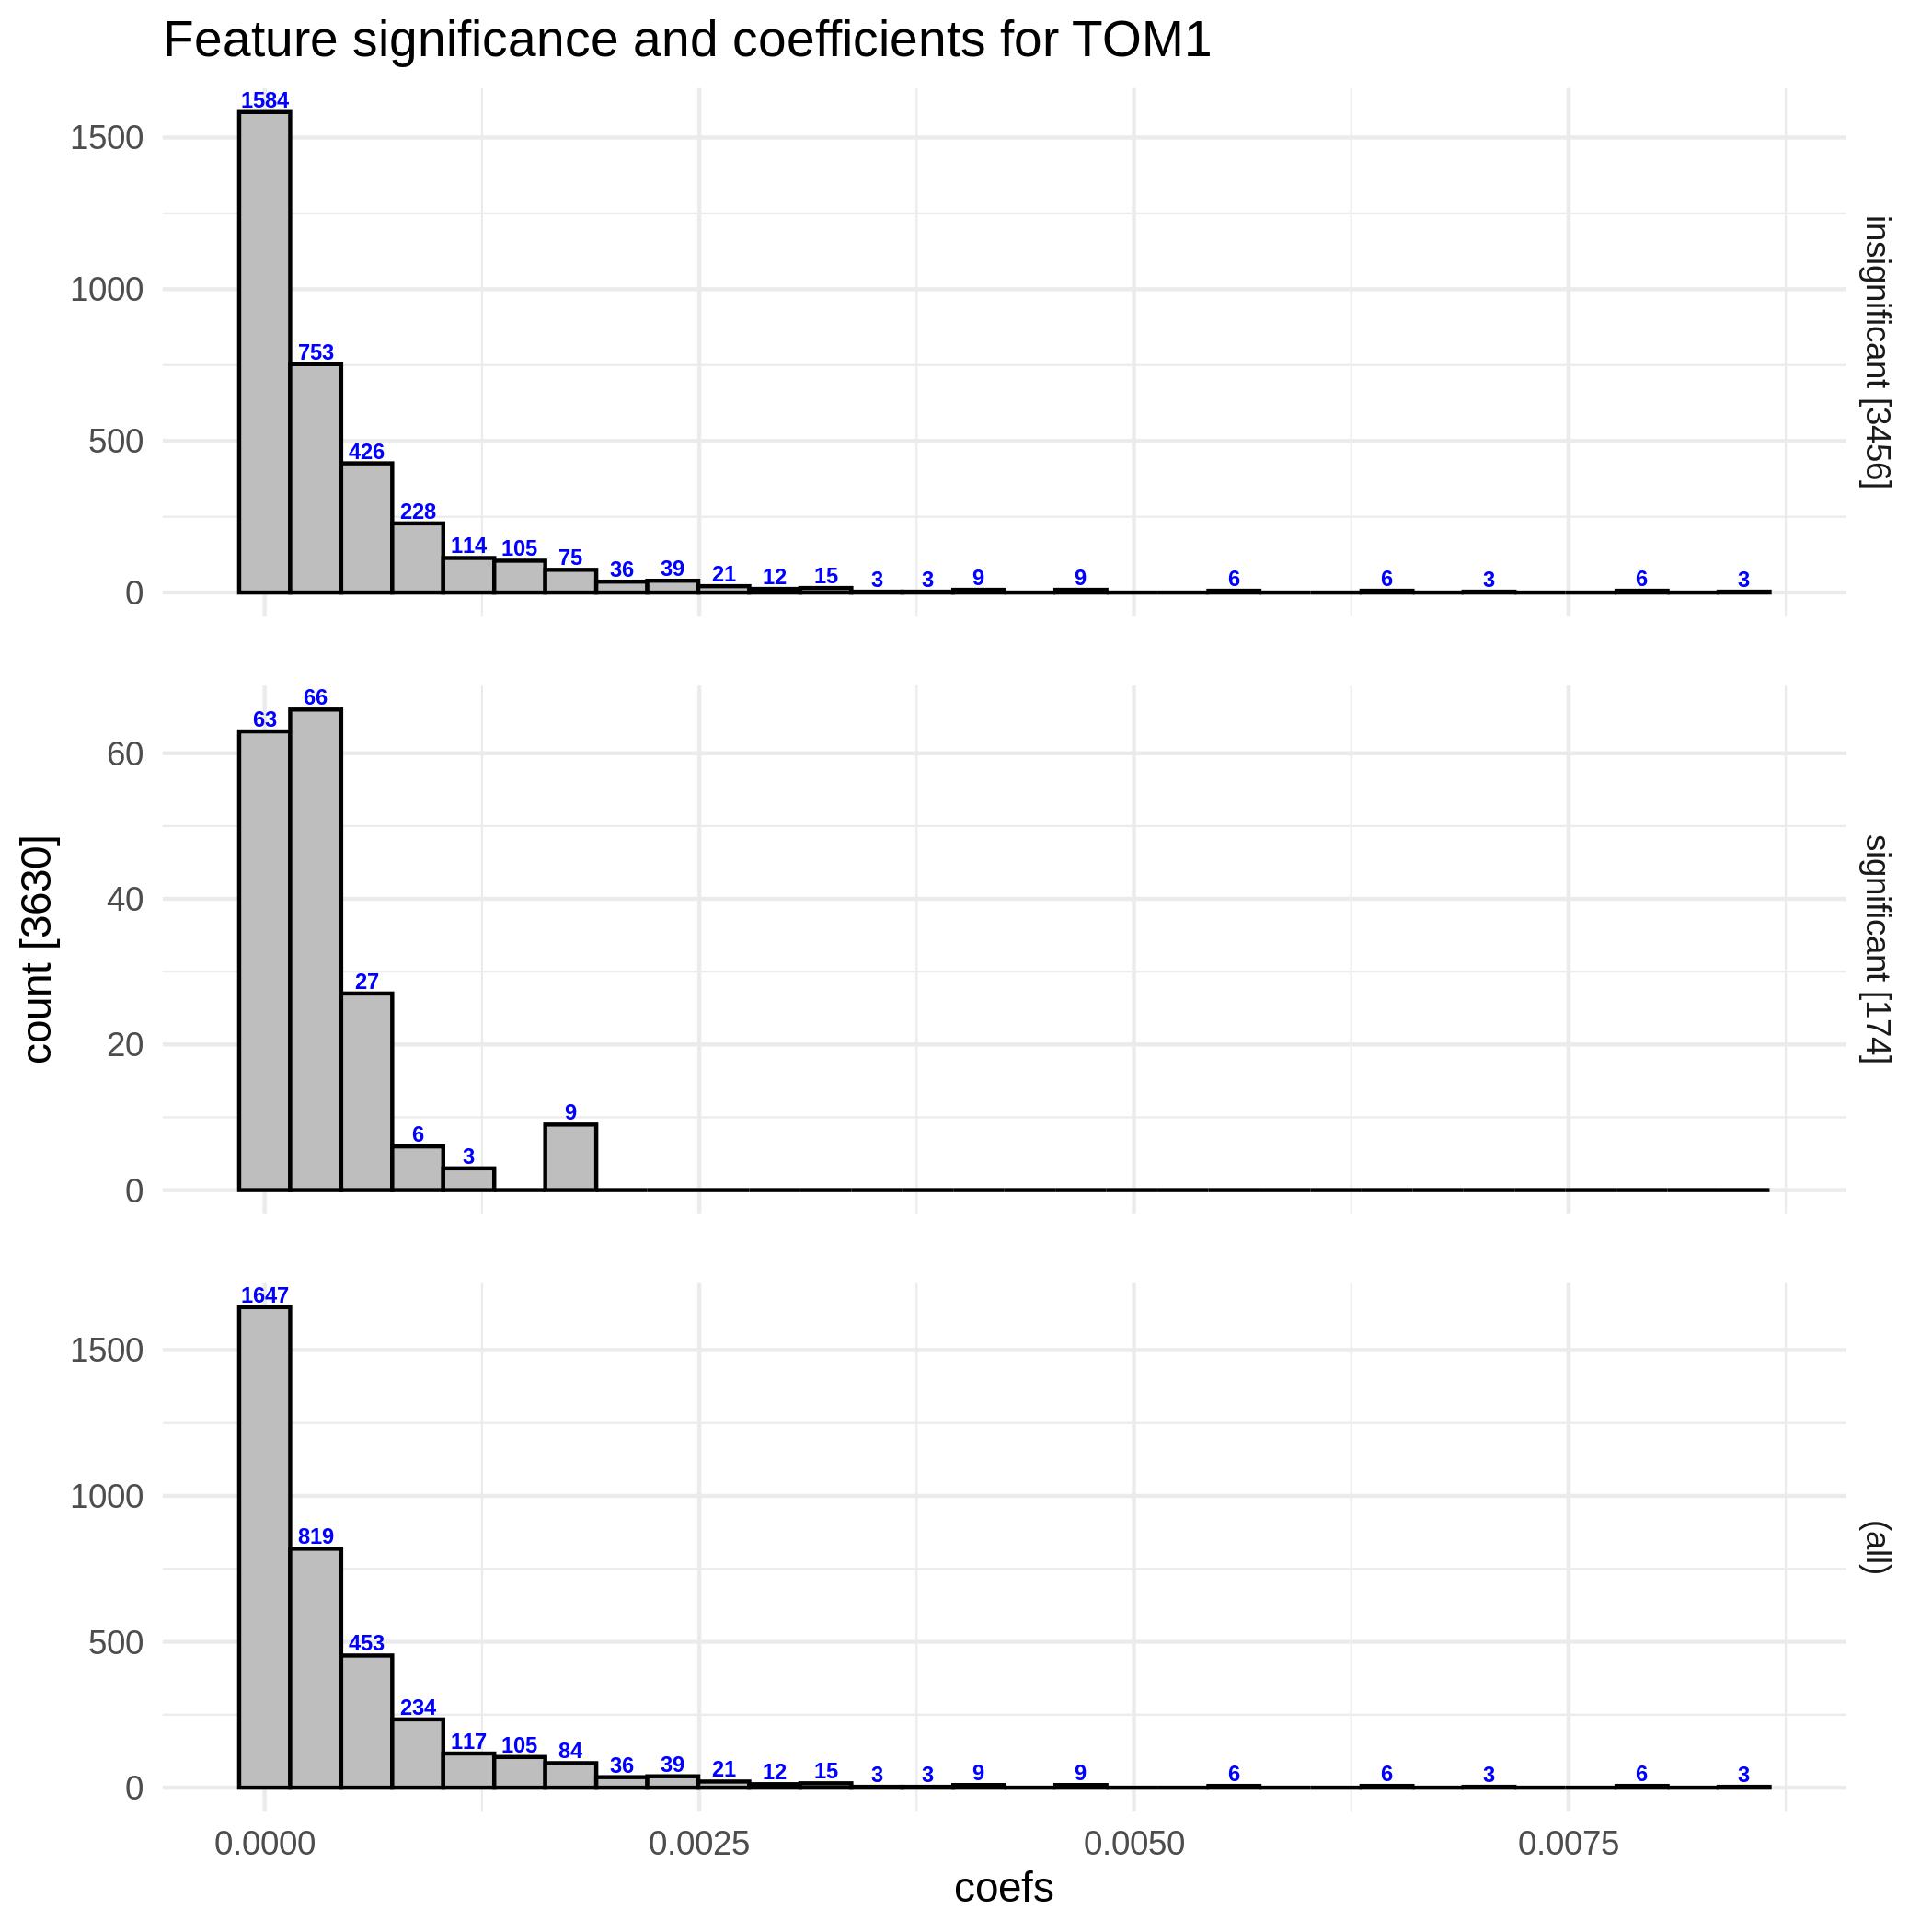 Feature significance and coefficients for TOM1
1584
1500
1000
753
500
426
228
114 105 75 36 39 21 12 15 3 3 9 9 6 6 3 6 3
0
insignificant [3456]
63 66
60
40
27
20
6 3 9
0
significant [174]
count [3630]
1647
1500
1000
819
500
453
234
117 105 84 36 39 21 12 15 3 3 9 9 6 6 3 6 3
0
(all)
0.0000 0.0025 0.0050 0.0075
coefs